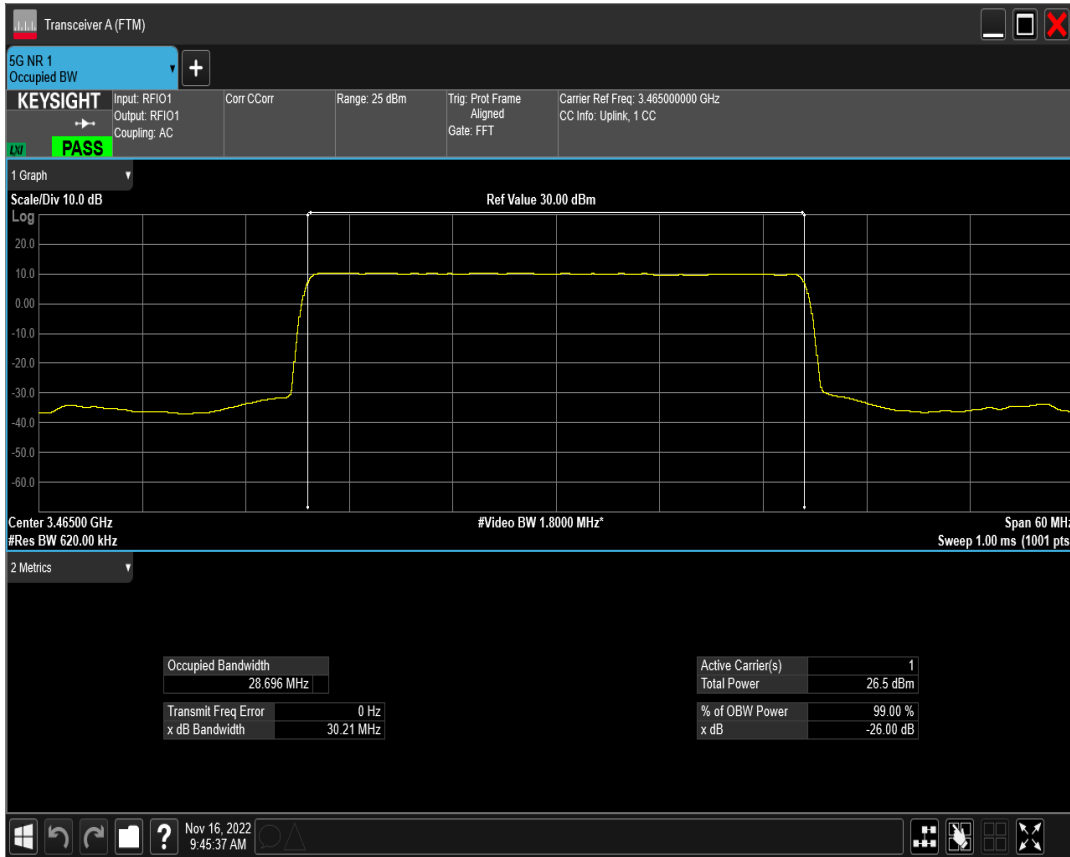 Transceiver A (FTM)
5G NR 1
Occupied BW
+
KEYSIGHT
LXI
PASS
Input: RFIO1
Output: RFIO1
Coupling: AC
Corr CCorr
Range: 25 dBm
Trig: Prot Frame
Aligned
Gate: FFT
Carrier Ref Freq: 3.465000000 GHz
CC Info: Uplink, 1 CC
1 Graph
Scale/Div 10.0 dB
Ref Value 30.00 dBm
Log
20.0
10.0
0.00
-10.0
-20.0
-30.0
-40.0
-50.0
-60.0
Center 3.46500 GHz
#Video BW 1.8000 MHz*
Span 60 MHz
#Res BW 620.00 kHz
Sweep 1.00 ms (1001 pts
2 Metrics
Occupied Bandwidth
28.696 MHz
Transmit Freq Error 0 Hz
x dB Bandwidth 30.21 MHz
Active Carrier(s) 1
Total Power 26.5 dBm
% of OBW Power 99.00 %
x dB -26.00 dB
?
Nov 16, 2022
9:45:37 AM